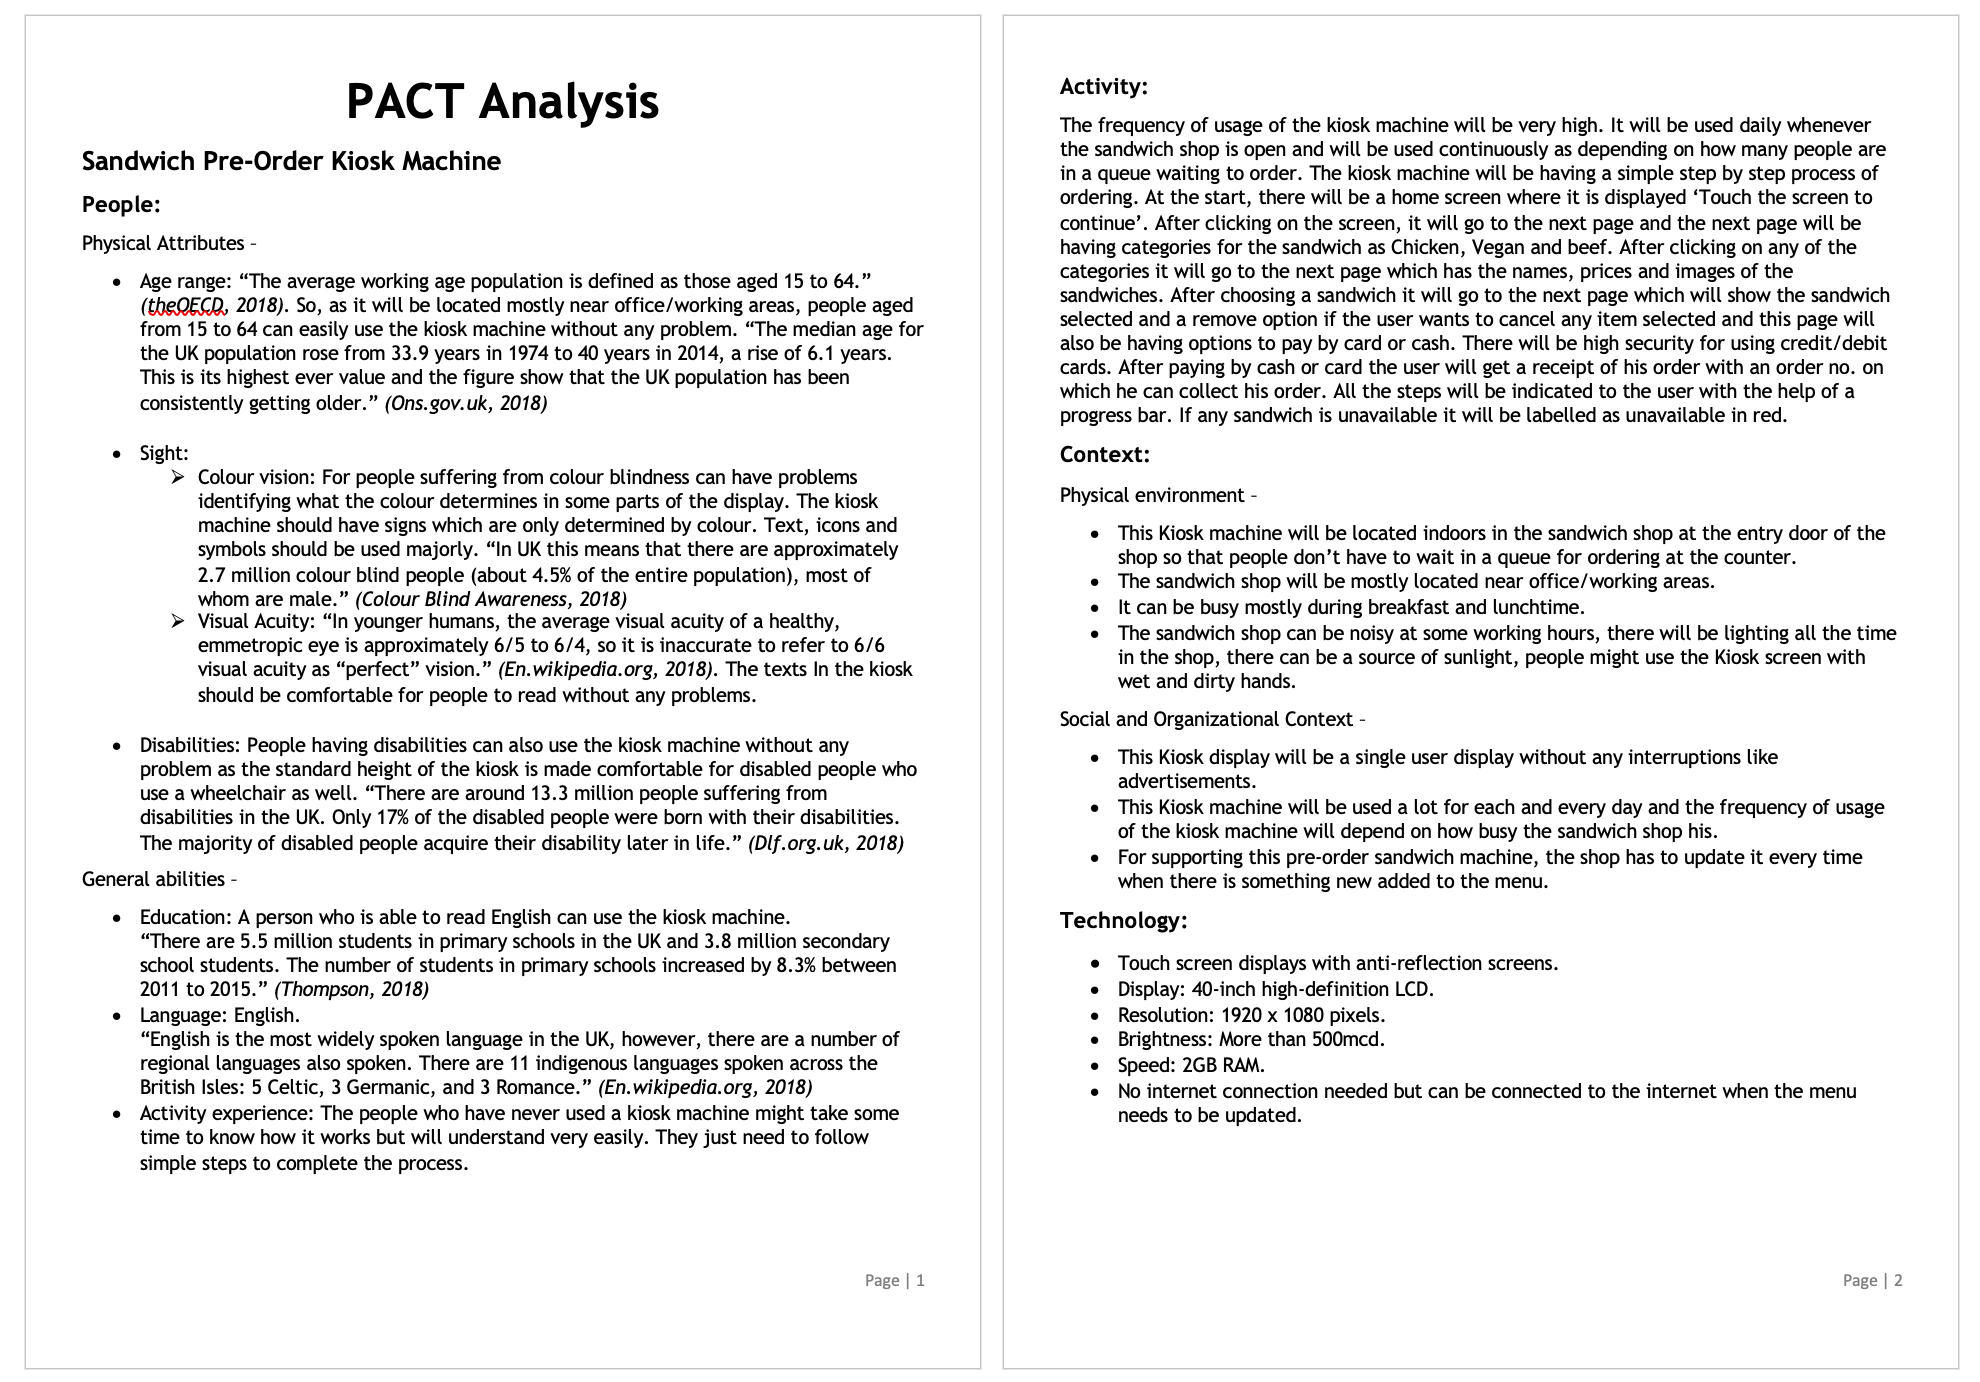 PACT Analysis
Sandwich Pre-Order Kiosk Machine
People:
Physical Attributes –
• Age range: “The average working age population is defined as those aged 15 to 64.”
(theOECD, 2018). So, as it will be located mostly near office/working areas, people aged
from 15 to 64 can easily use the kiosk machine without any problem. “The median age for
the UK population rose from 33.9 years in 1974 to 40 years in 2014, a rise of 6.1 years.
This is its highest ever value and the figure show that the UK population has been
consistently getting older.” (Ons.gov.uk, 2018)
• Sight:
➢ Colour vision: For people suffering from colour blindness can have problems
identifying what the colour determines in some parts of the display. The kiosk
machine should have signs which are only determined by colour. Text, icons and
symbols should be used majorly. “In UK this means that there are approximately
2.7 million colour blind people (about 4.5% of the entire population), most of
whom are male.” (Colour Blind Awareness, 2018)
➢ Visual Acuity: “In younger humans, the average visual acuity of a healthy,
emmetropic eye is approximately 6/5 to 6/4, so it is inaccurate to refer to 6/6
visual acuity as “perfect” vision.” (En.wikipedia.org, 2018). The texts In the kiosk
should be comfortable for people to read without any problems.
• Disabilities: People having disabilities can also use the kiosk machine without any
problem as the standard height of the kiosk is made comfortable for disabled people who
use a wheelchair as well. “There are around 13.3 million people suffering from
disabilities in the UK. Only 17% of the disabled people were born with their disabilities.
The majority of disabled people acquire their disability later in life.” (Dlf.org.uk, 2018)
General abilities –
• Education: A person who is able to read English can use the kiosk machine.
“There are 5.5 million students in primary schools in the UK and 3.8 million secondary
school students. The number of students in primary schools increased by 8.3% between
2011 to 2015.” (Thompson, 2018)
• Language: English.
“English is the most widely spoken language in the UK, however, there are a number of
regional languages also spoken. There are 11 indigenous languages spoken across the
British Isles: 5 Celtic, 3 Germanic, and 3 Romance.” (En.wikipedia.org, 2018)
• Activity experience: The people who have never used a kiosk machine might take some
time to know how it works but will understand very easily. They just need to follow
simple steps to complete the process.
Page | 1
Activity:
The frequency of usage of the kiosk machine will be very high. It will be used daily whenever
the sandwich shop is open and will be used continuously as depending on how many people are
in a queue waiting to order. The kiosk machine will be having a simple step by step process of
ordering. At the start, there will be a home screen where it is displayed ‘Touch the screen to
continue’. After clicking on the screen, it will go to the next page and the next page will be
having categories for the sandwich as Chicken, Vegan and beef. After clicking on any of the
categories it will go to the next page which has the names, prices and images of the
sandwiches. After choosing a sandwich it will go to the next page which will show the sandwich
selected and a remove option if the user wants to cancel any item selected and this page will
also be having options to pay by card or cash. There will be high security for using credit/debit
cards. After paying by cash or card the user will get a receipt of his order with an order no. on
which he can collect his order. All the steps will be indicated to the user with the help of a
progress bar. If any sandwich is unavailable it will be labelled as unavailable in red.
Context:
Physical environment –
• This Kiosk machine will be located indoors in the sandwich shop at the entry door of the
shop so that people don’t have to wait in a queue for ordering at the counter.
• The sandwich shop will be mostly located near office/working areas.
• It can be busy mostly during breakfast and lunchtime.
• The sandwich shop can be noisy at some working hours, there will be lighting all the time
in the shop, there can be a source of sunlight, people might use the Kiosk screen with
wet and dirty hands.
Social and Organizational Context –
• This Kiosk display will be a single user display without any interruptions like
advertisements.
• This Kiosk machine will be used a lot for each and every day and the frequency of usage
of the kiosk machine will depend on how busy the sandwich shop his.
• For supporting this pre-order sandwich machine, the shop has to update it every time
when there is something new added to the menu.
Technology:
• Touch screen displays with anti-reflection screens.
• Display: 40-inch high-definition LCD.
• Resolution: 1920 x 1080 pixels.
• Brightness: More than 500mcd.
• Speed: 2GB RAM.
• No internet connection needed but can be connected to the internet when the menu
needs to be updated.
Page | 2